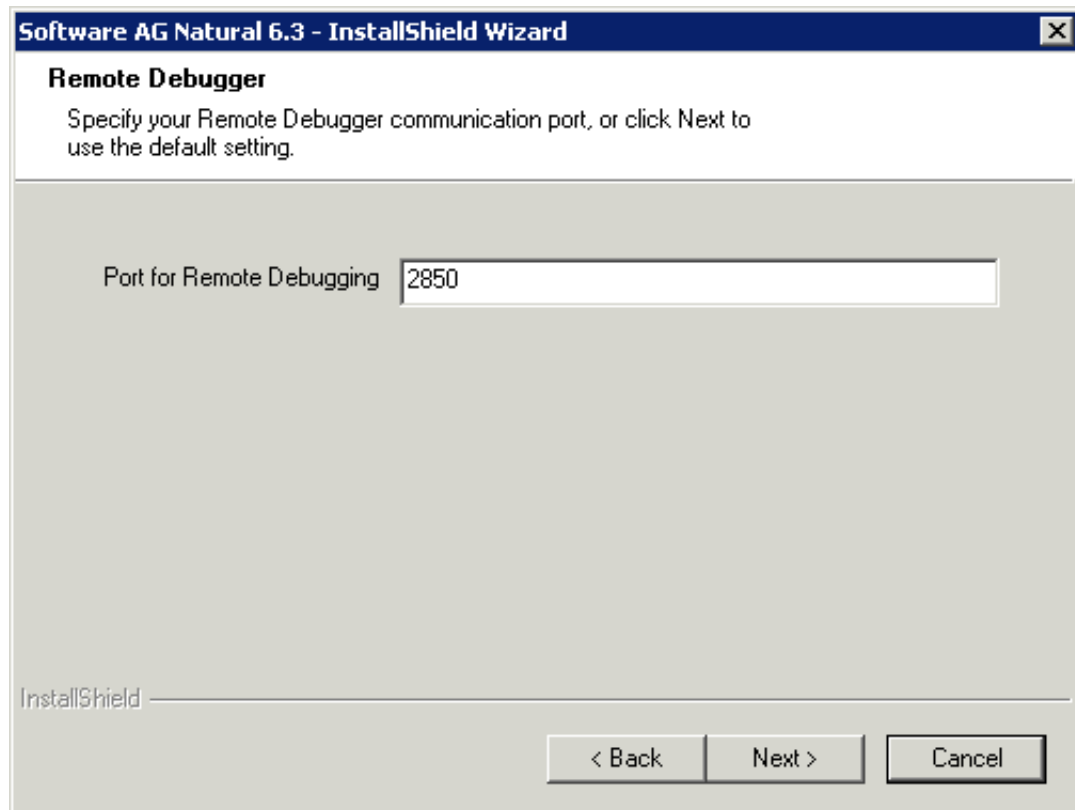 Software AG Natural 6.3 - InstallShield Wizard
Remote Debugger
Specify your Remote Debugger communication port, or click Next to
use the default setting.
Port for Remote Debugging 2850
InstallShield
< Back Next > Cancel